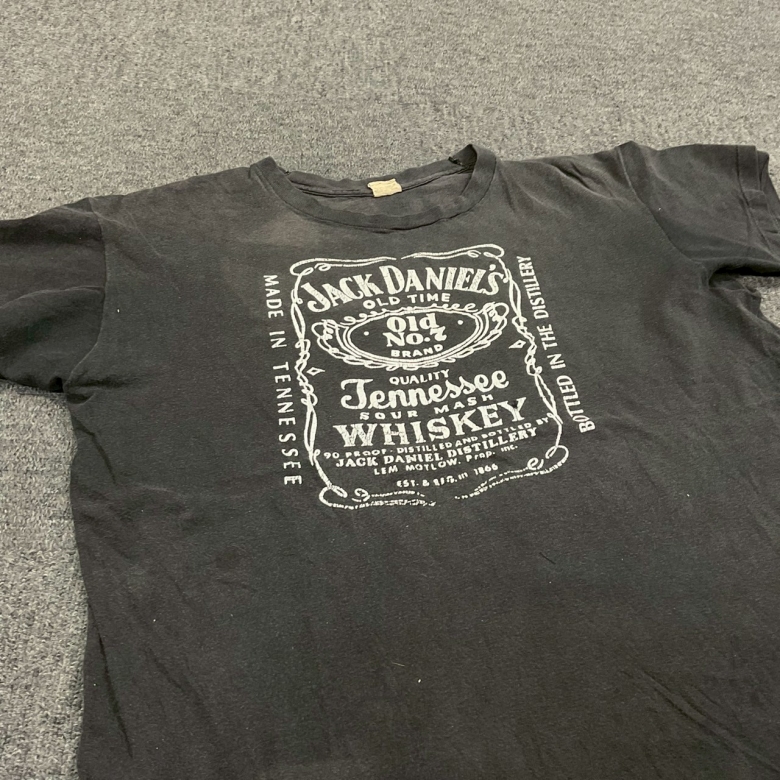 JACK DANIEL'S
OLD TIME
Old
No. 7
BRAND
QUALITY
Tennessee
SOUR MASH
WHISKEY
90 PROOF. DISTILLED AND BOTTLED BY
JACK DANIEL DISTILLERY
LEM MOTLOW, Prop. inc.
EST. & REG. in 1866
MADE IN TENNESSEE
BOTTLED IN THE DISTILLERY